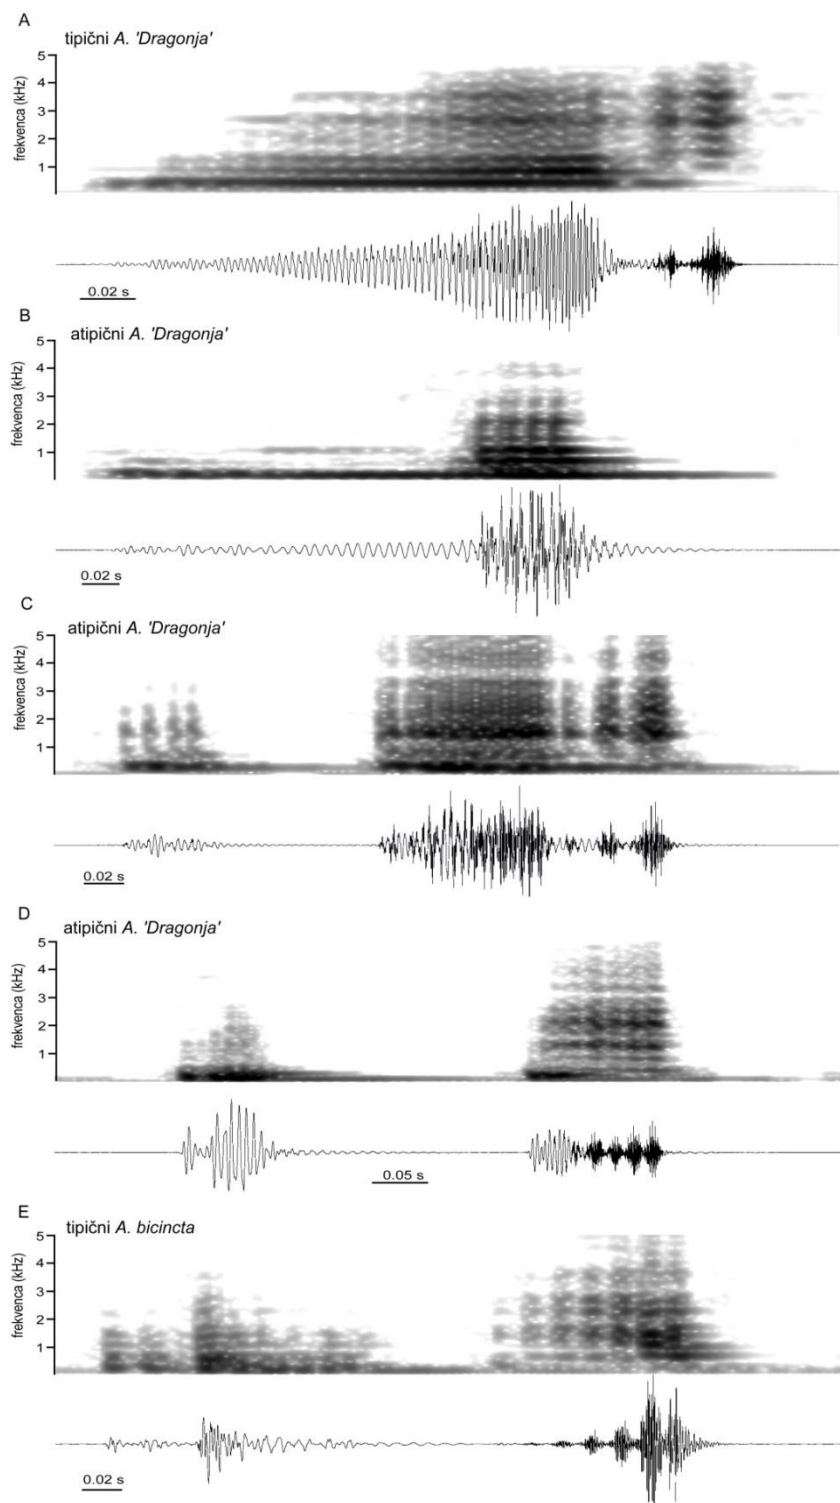 A
tipični A. 'Dragonja'
frekvenca (kHz)
5
4
3
2
1
0.02 s
B
atipični A. 'Dragonja'
frekvenca (kHz)
5
4
3
2
1
0.02 s
C
atipični A. 'Dragonja'
frekvenca (kHz)
5
4
3
2
1
0.02 s
D
atipični A. 'Dragonja'
frekvenca (kHz)
5
4
3
2
1
0.05 s
E
tipični A. bicincta
frekvenca (kHz)
5
4
3
2
1
0.02 s